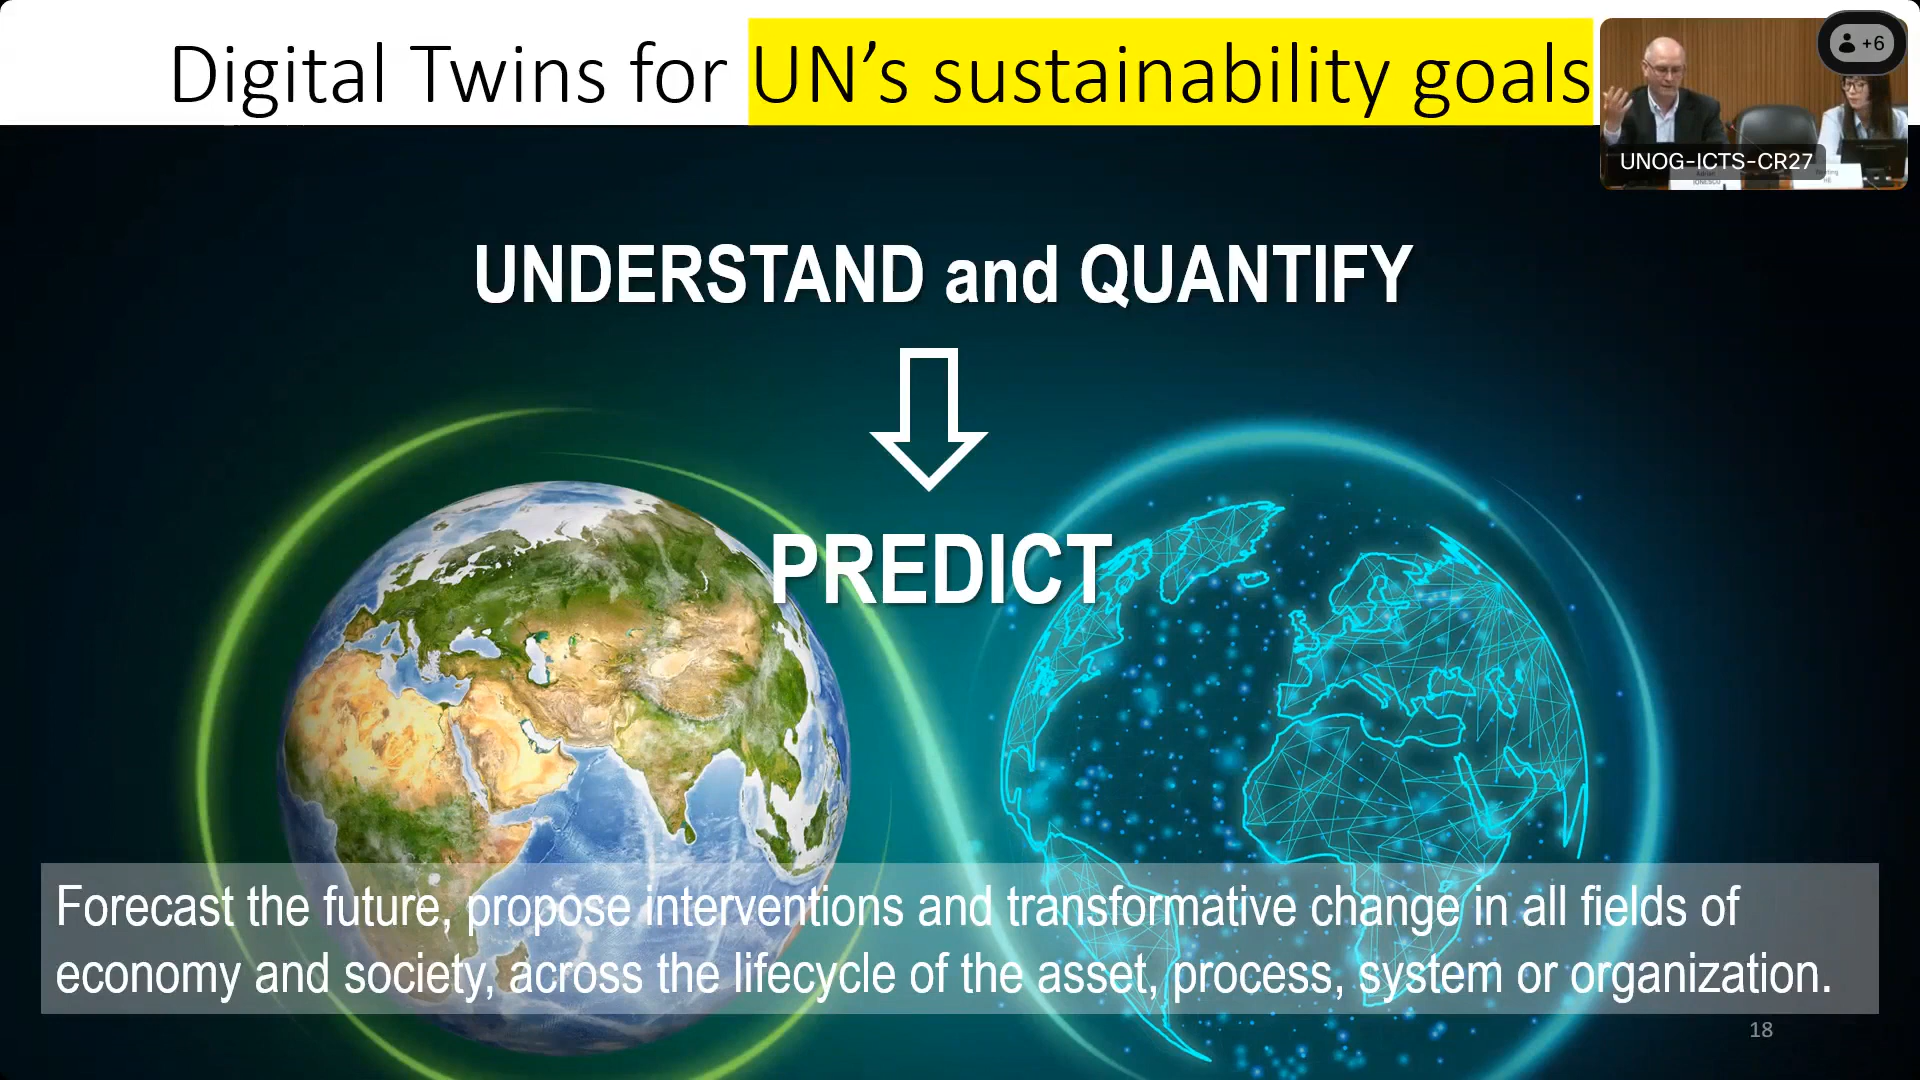 Digital Twins for UN’s sustainability goals
+6
UNOG-ICTS-CR27
Adrian
IONESCU
UNDERSTAND and QUANTIFY
PREDICT
Forecast the future, propose interventions and transformative change in all fields of
economy and society, across the lifecycle of the asset, process, system or organization.
18